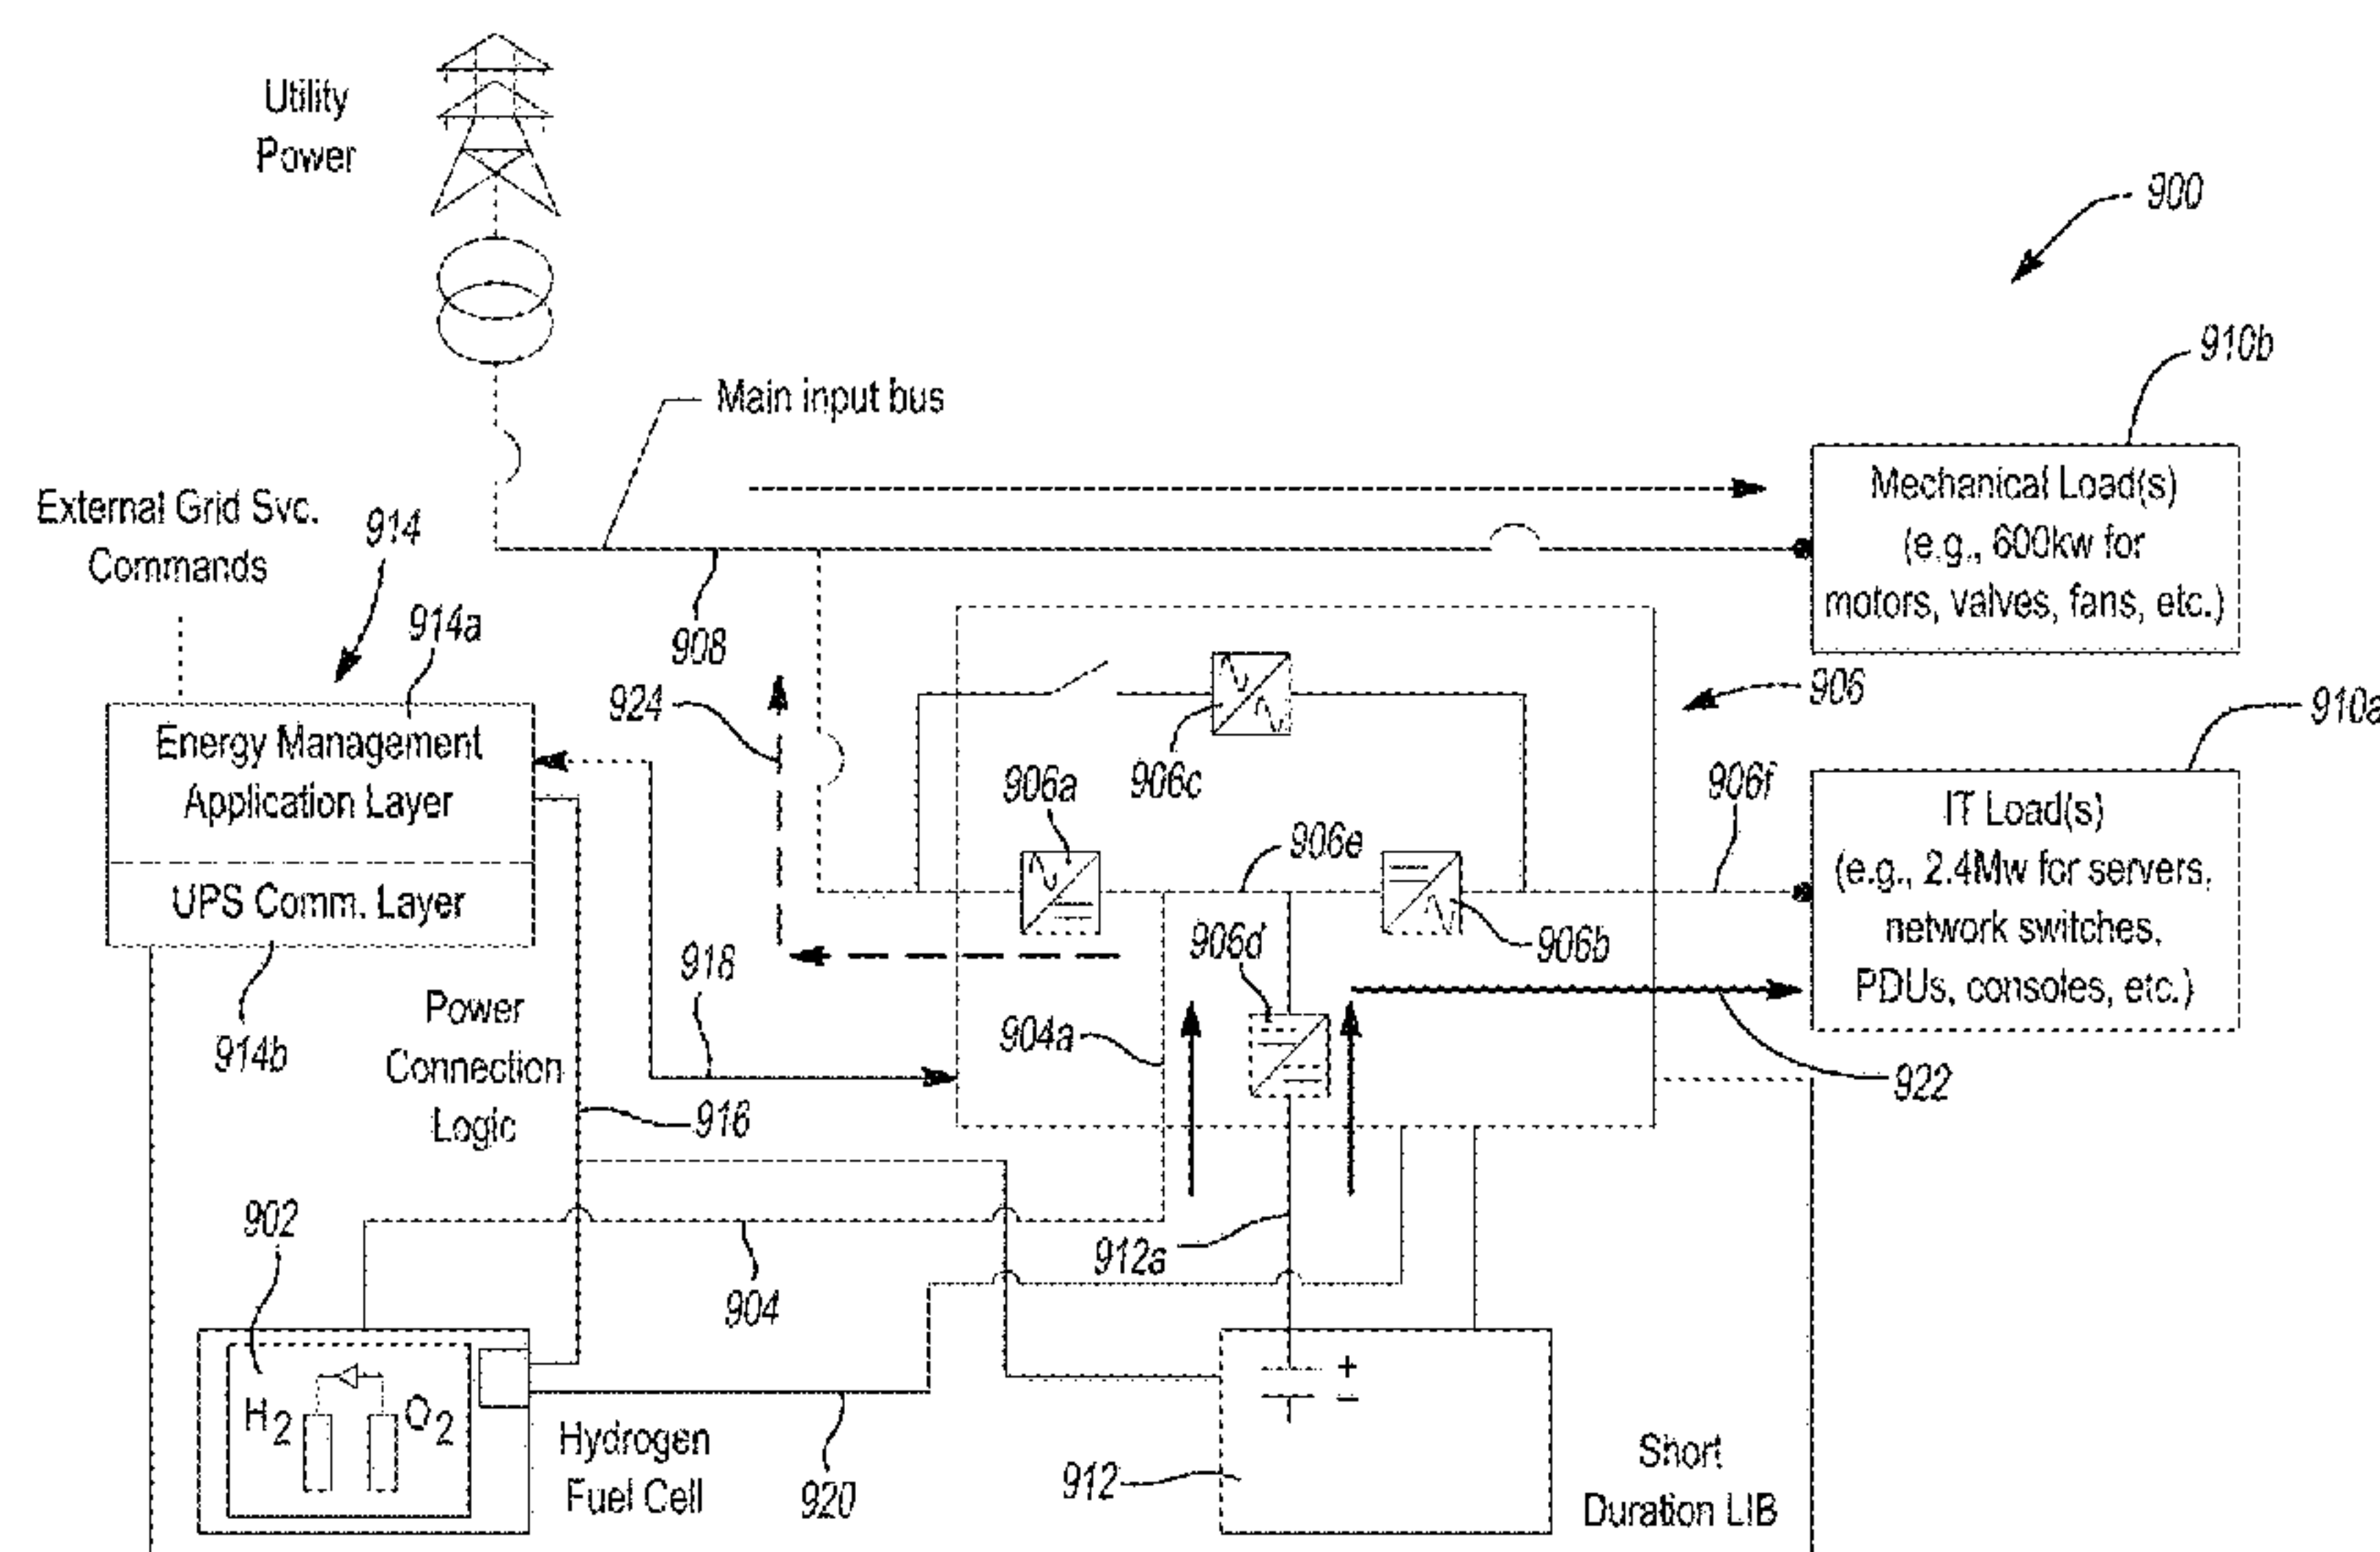 Utility
Power
900
910b
Main input bus
Mechanical Load(s)
(e.g., 600kw for
motors, valves, fans, etc.)
External Grid Svc.
Commands
914
914a
908
924
906
910a
Energy Management
Application Layer
UPS Comm. Layer
906c
906a
906e
906f
IT Load(s)
(e.g., 2.4Mw for servers,
network switches,
PDUs, consoles, etc.)
906d
906b
918
914b
Power
Connection
Logic
904a
922
916
902
912a
904
H2
O2
+
–
Hydrogen
Fuel Cell
920
912
Short
Duration LIB